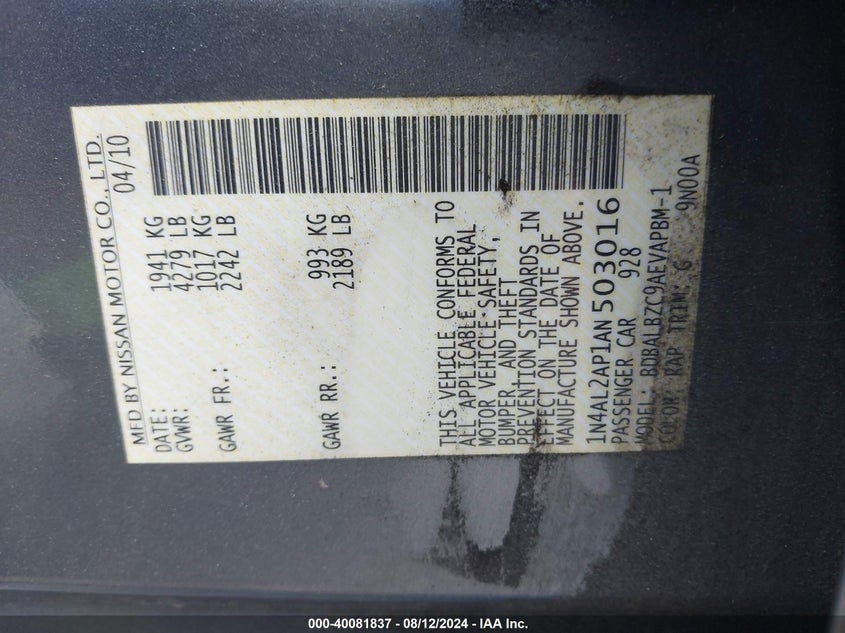 MFD BY NISSAN MOTOR CO., LTD.
DATE: 04/10
GVWR: 1941 KG
4279 LB
GAWR FR.: 1017 KG
2242 LB
GAWR RR.: 993 KG
2189 LB
THIS VEHICLE CONFORMS TO
ALL APPLICABLE FEDERAL
MOTOR VEHICLE SAFETY,
BUMPER, AND THEFT
PREVENTION STANDARDS IN
EFFECT ON THE DATE OF
MANUFACTURE SHOWN ABOVE.
1N4AL2AP1AN503016
PASSENGER CAR 928
MODEL: BDBALBZC9AEVAPBM-1
COLOR: RAP TRIM: G 9N00A
000-40081837 - 08/12/2024 - IAA Inc.